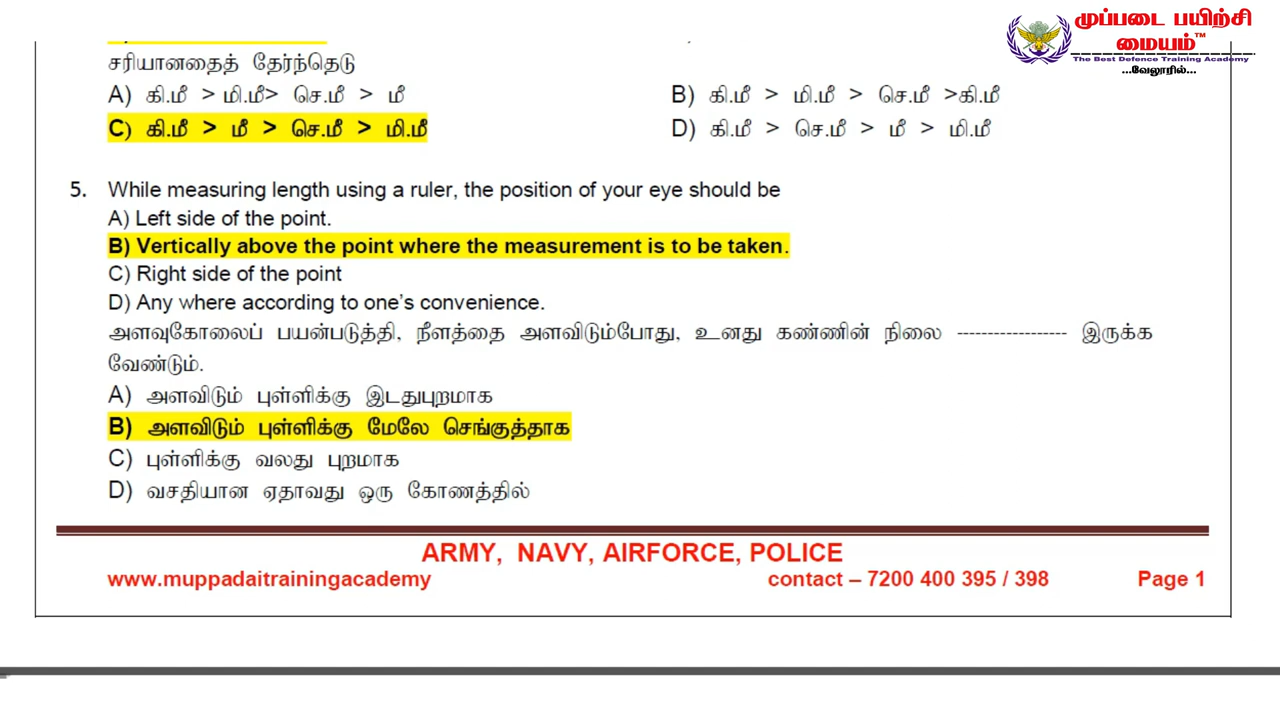 முப்படை பயிற்சி
மையம்™
The Best Defence Training Academy
...வேலூரில்...
சரியானதைத் தேர்ந்தெடு
A) கி.மீ > மி.மீ> செ.மீ > மீ
B) கி.மீ > மி.மீ > செ.மீ >கி.மீ
C) கி.மீ > மீ > செ.மீ > மி.மீ
D) கி.மீ > செ.மீ > மீ > மி.மீ
5. While measuring length using a ruler, the position of your eye should be
A) Left side of the point.
B) Vertically above the point where the measurement is to be taken.
C) Right side of the point
D) Any where according to one's convenience.
அளவுகோலைப் பயன்படுத்தி, நீளத்தை அளவிடும்போது, உனது கண்ணின் நிலை ----------------- இருக்க
வேண்டும்.
A) அளவிடும் புள்ளிக்கு இடதுபுறமாக
B) அளவிடும் புள்ளிக்கு மேலே செங்குத்தாக
C) புள்ளிக்கு வலது புறமாக
D) வசதியான ஏதாவது ஒரு கோணத்தில்
ARMY, NAVY, AIRFORCE, POLICE
www.muppadaitrainingacademy contact – 7200 400 395 / 398 Page 1